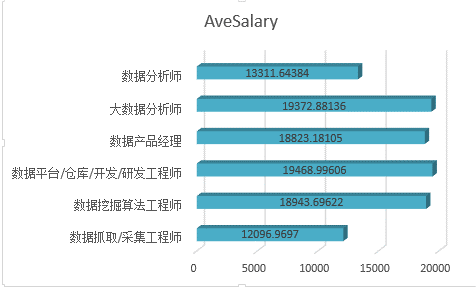 AveSalary
数据分析师 13311.64384
大数据分析师 19372.88136
数据产品经理 18823.18105
数据平台/仓库/开发/研发工程师 19468.99606
数据挖掘算法工程师 18943.69622
数据抓取/采集工程师 12096.9697
0 5000 10000 15000 20000